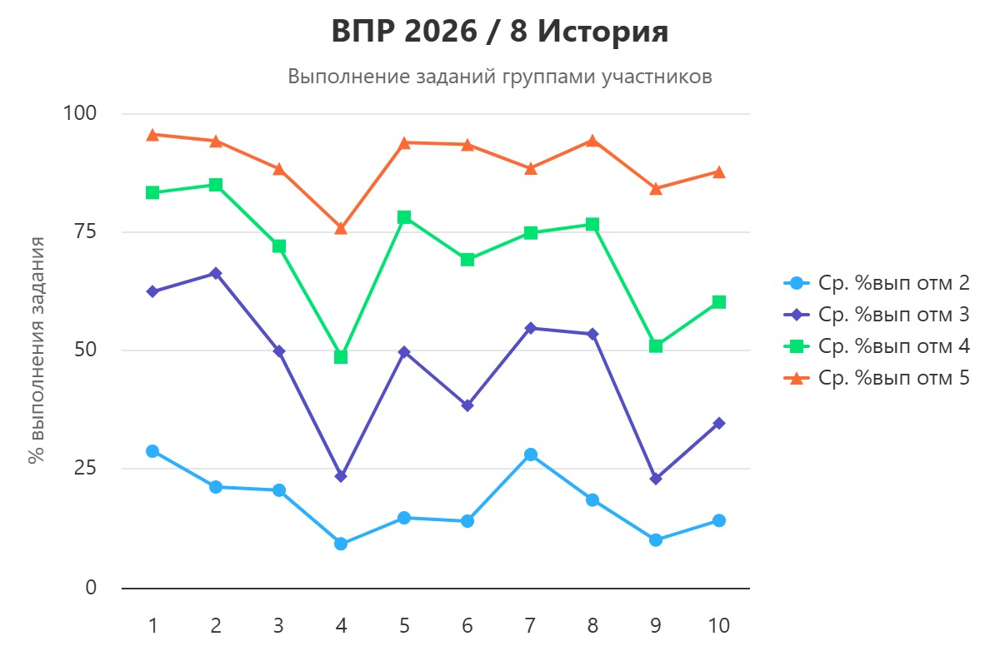 ВПР 2026 / 8 История
Выполнение заданий группами участников
% выполнения задания
100
75
50
25
0
1 2 3 4 5 6 7 8 9 10
Ср. %вып отм 2
Ср. %вып отм 3
Ср. %вып отм 4
Ср. %вып отм 5